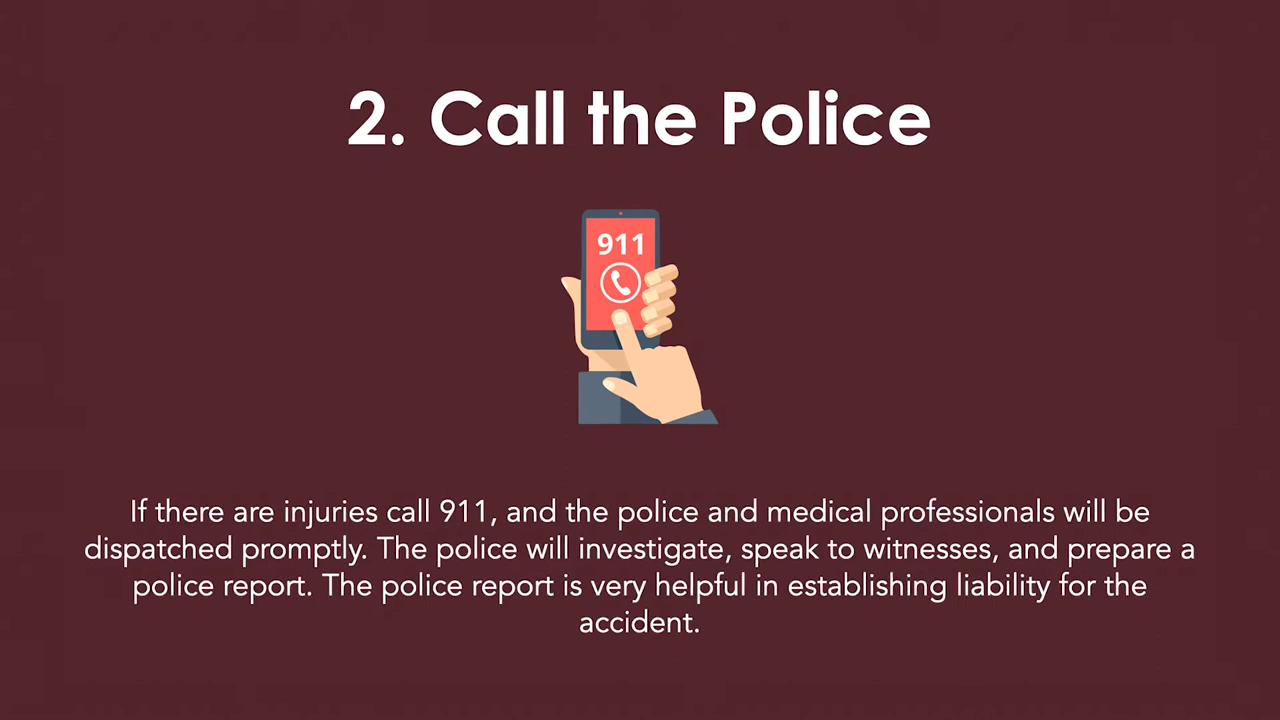 2. Call the Police
911
If there are injuries call 911, and the police and medical professionals will be
dispatched promptly. The police will investigate, speak to witnesses, and prepare a
police report. The police report is very helpful in establishing liability for the
accident.